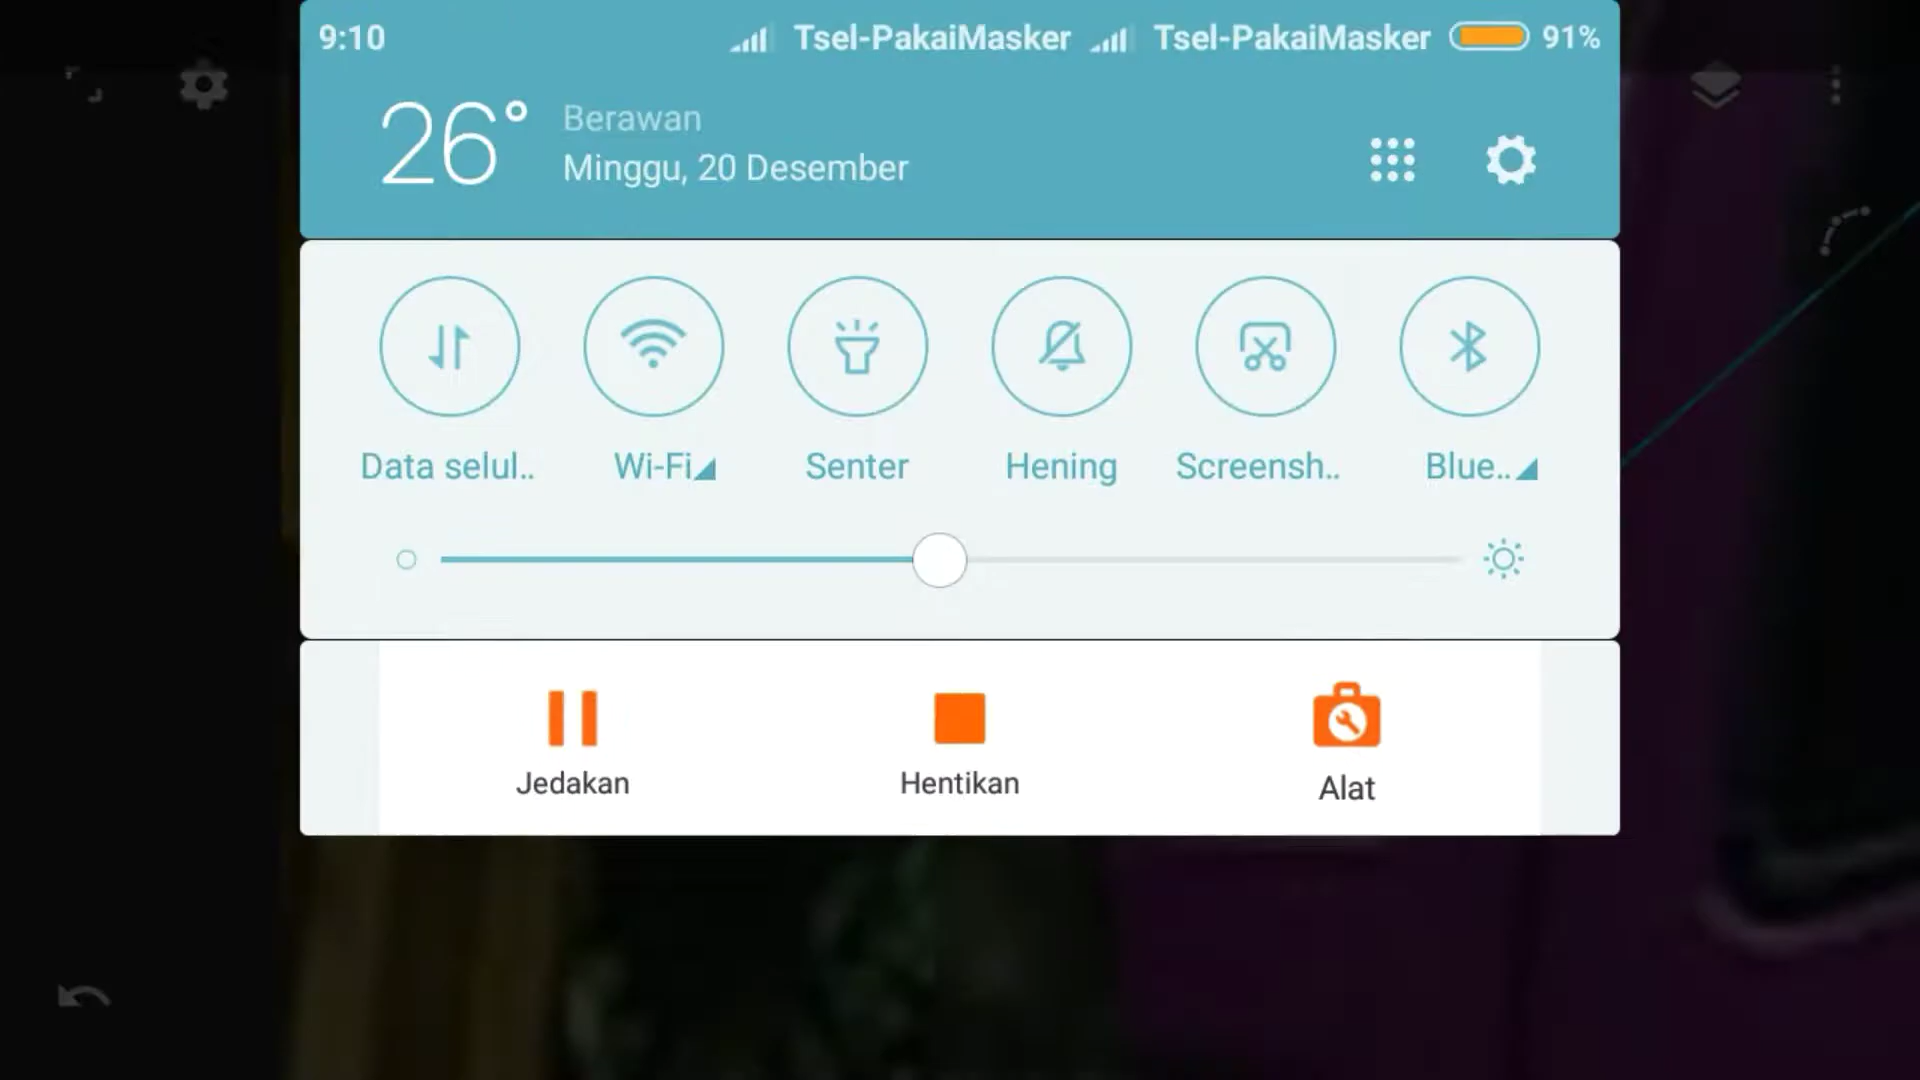 9:10 Tsel-PakaiMasker Tsel-PakaiMasker 91%
26° Berawan
Minggu, 20 Desember
Data selul.. Wi-Fi Senter Hening Screensh.. Blue..
Jedakan Hentikan Alat